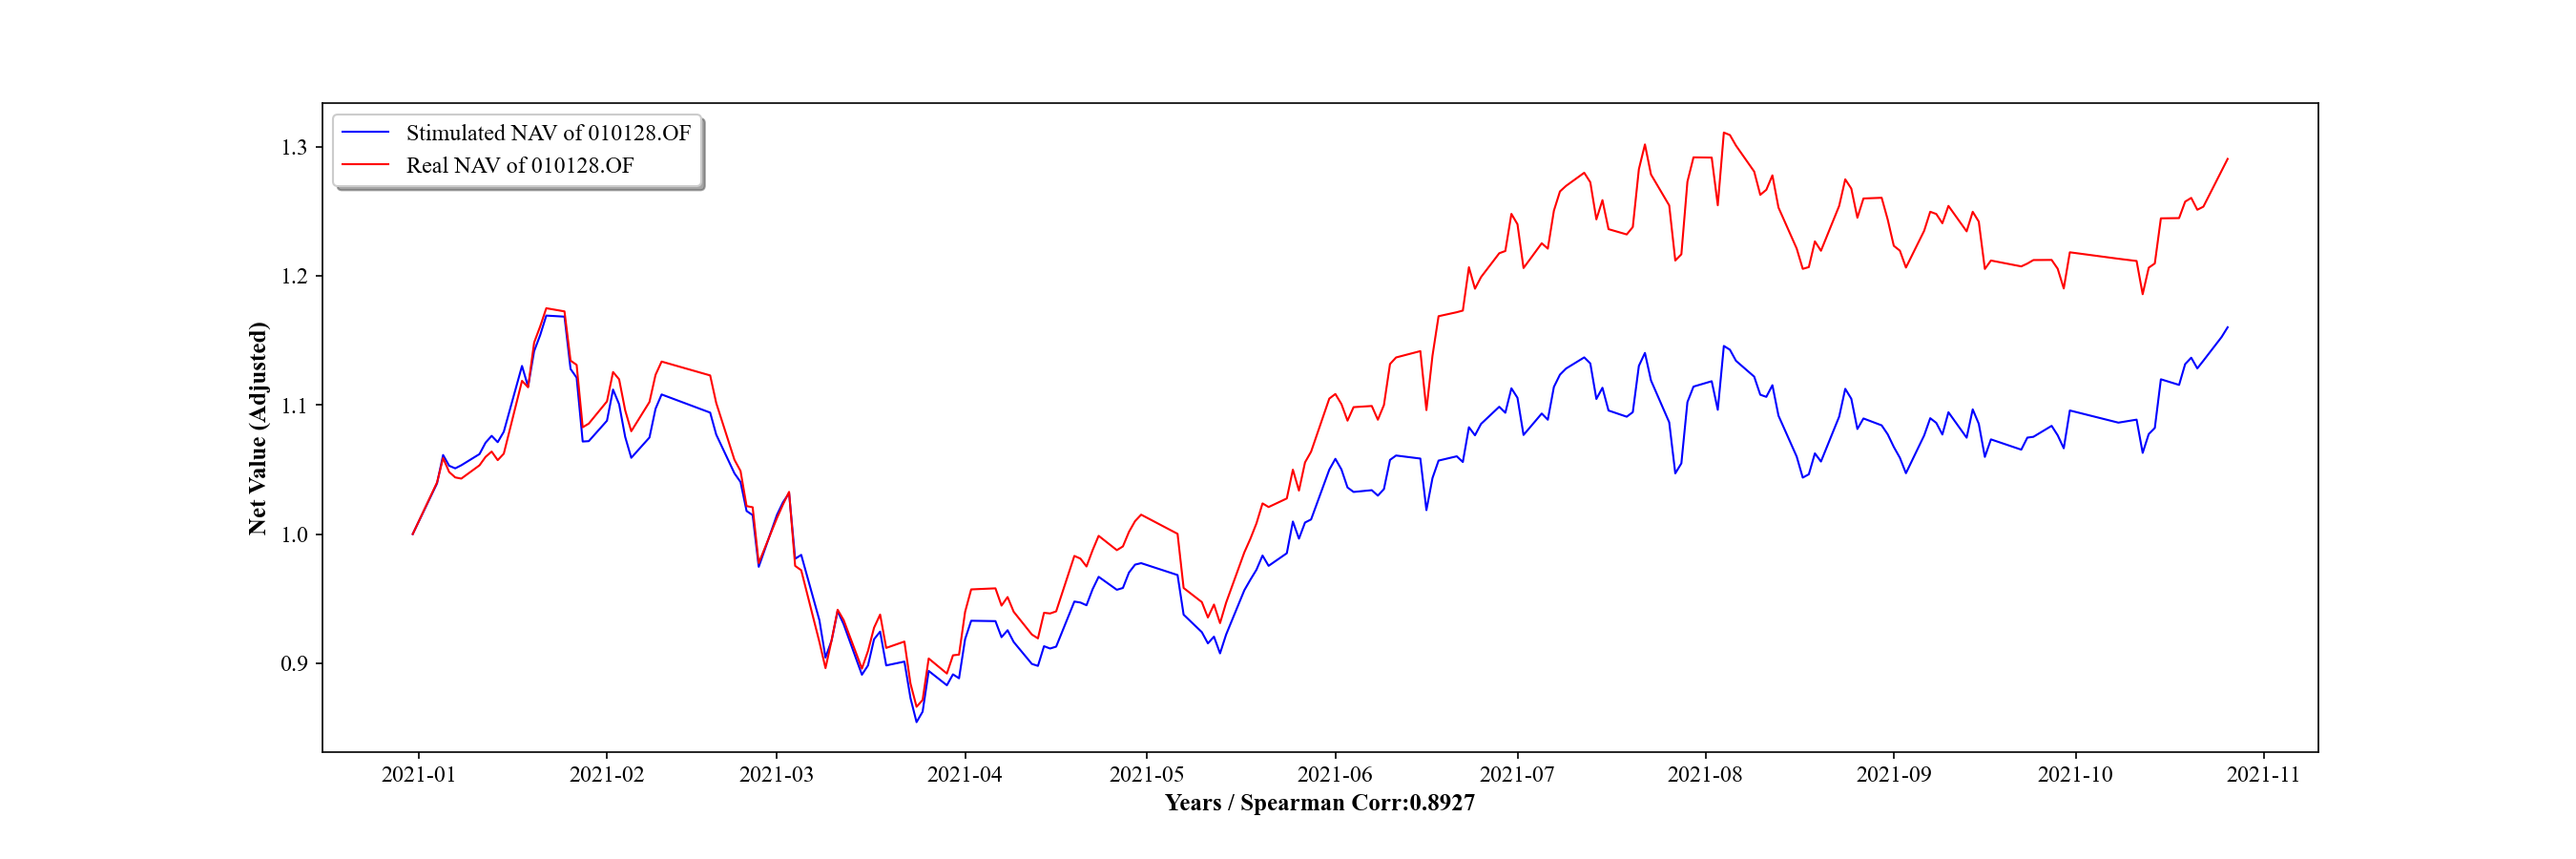 Stimulated NAV of 010128.OF
Real NAV of 010128.OF
Net Value (Adjusted)
1.3
1.2
1.1
1.0
0.9
2021-01 2021-02 2021-03 2021-04 2021-05 2021-06 2021-07 2021-08 2021-09 2021-10 2021-11
Years / Spearman Corr:0.8927